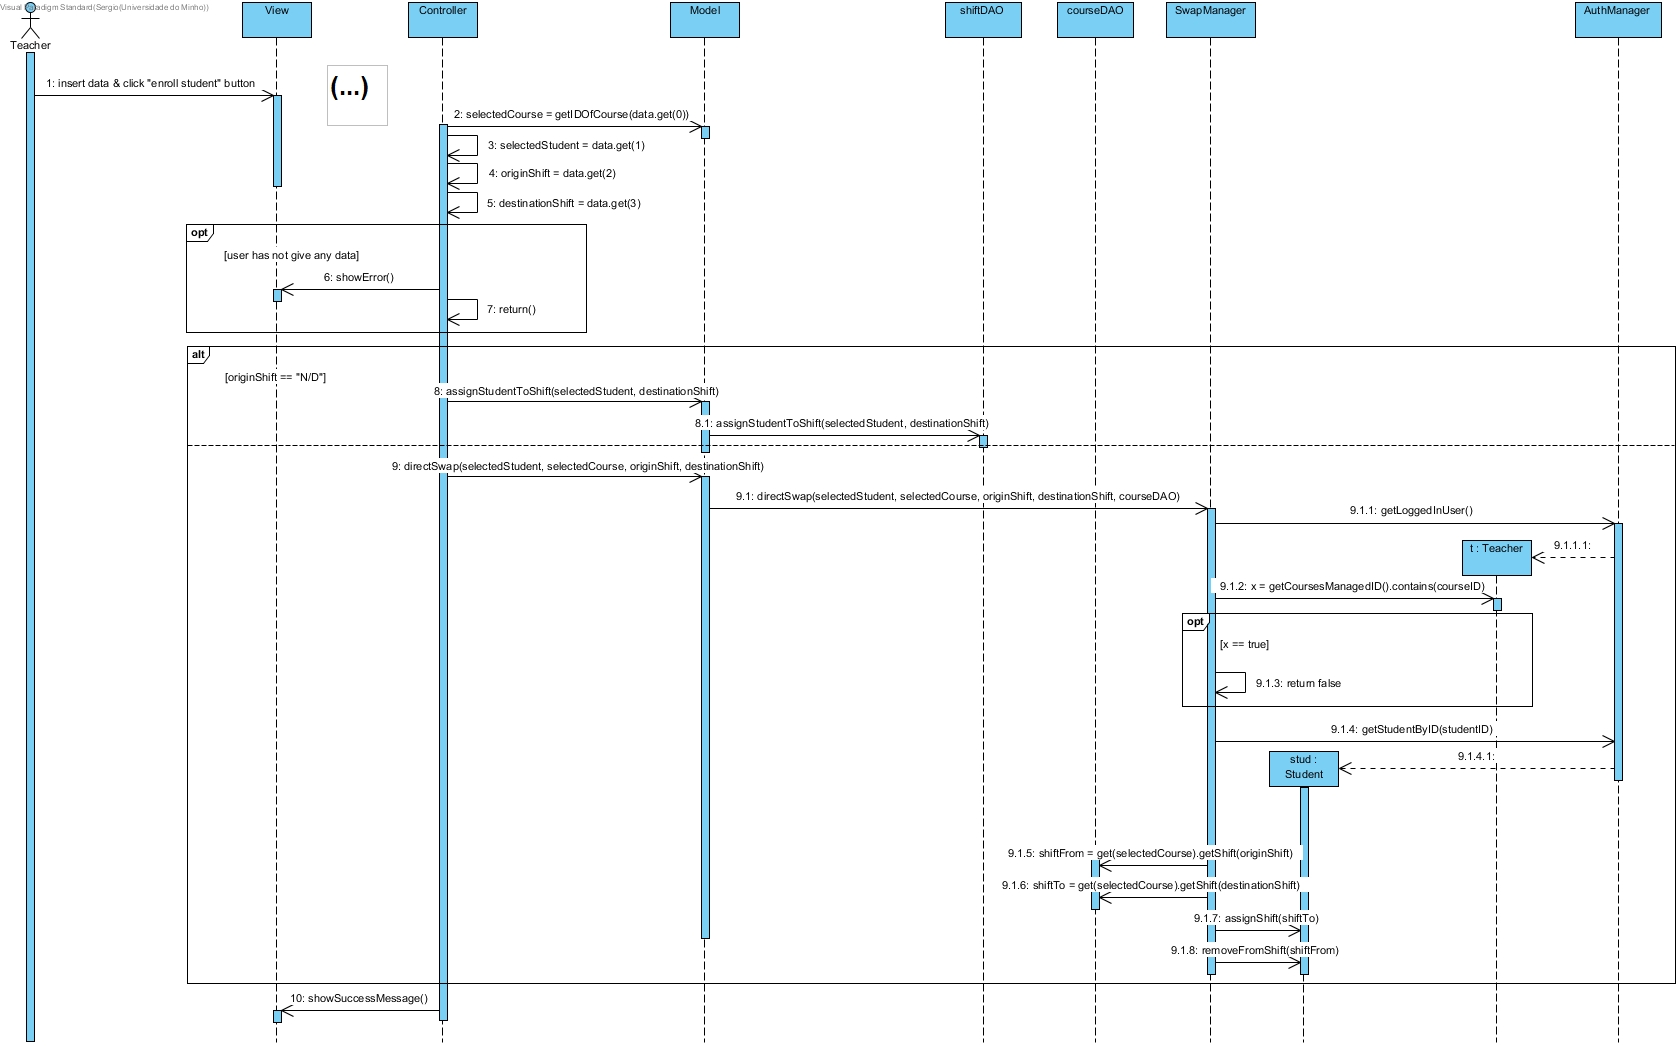 Visual Paradigm Standard(Sergio(Universidade do Minho))
View
Controller
Model
shiftDAO
courseDAO
SwapManager
AuthManager
Teacher
1: insert data & click "enroll student" button
(...)
2: selectedCourse = getIDOfCourse(data.get(0))
3: selectedStudent = data.get(1)
4: originShift = data.get(2)
5: destinationShift = data.get(3)
opt
[user has not give any data]
6: showError()
7: return()
alt
[originShift == "N/D"]
8: assignStudentToShift(selectedStudent, destinationShift)
8.1: assignStudentToShift(selectedStudent, destinationShift)
9: directSwap(selectedStudent, selectedCourse, originShift, destinationShift)
9.1: directSwap(selectedStudent, selectedCourse, originShift, destinationShift, courseDAO)
9.1.1: getLoggedInUser()
t : Teacher
9.1.1.1:
9.1.2: x = getCoursesManagedID().contains(courseID)
opt
[x == true]
9.1.3: return false
9.1.4: getStudentByID(studentID)
stud :
Student
9.1.4.1:
9.1.5: shiftFrom = get(selectedCourse).getShift(originShift)
9.1.6: shiftTo = get(selectedCourse).getShift(destinationShift)
9.1.7: assignShift(shiftTo)
9.1.8: removeFromShift(shiftFrom)
10: showSuccessMessage()